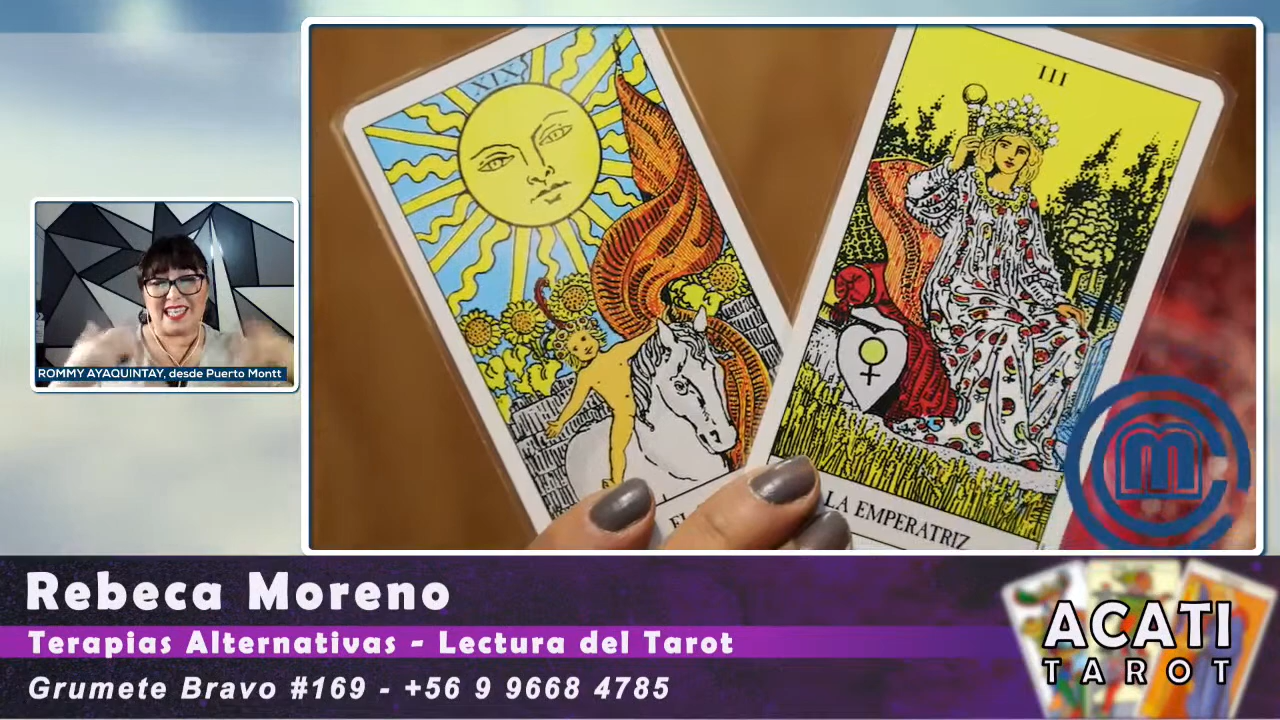 XIX
III
ROMMY AYAQUINTAY, desde Puerto Montt
EL
LA EMPERATRIZ
Rebeca Moreno
Terapias Alternativas - Lectura del Tarot
Grumete Bravo #169 - +56 9 9668 4785
ACATI
TAROT